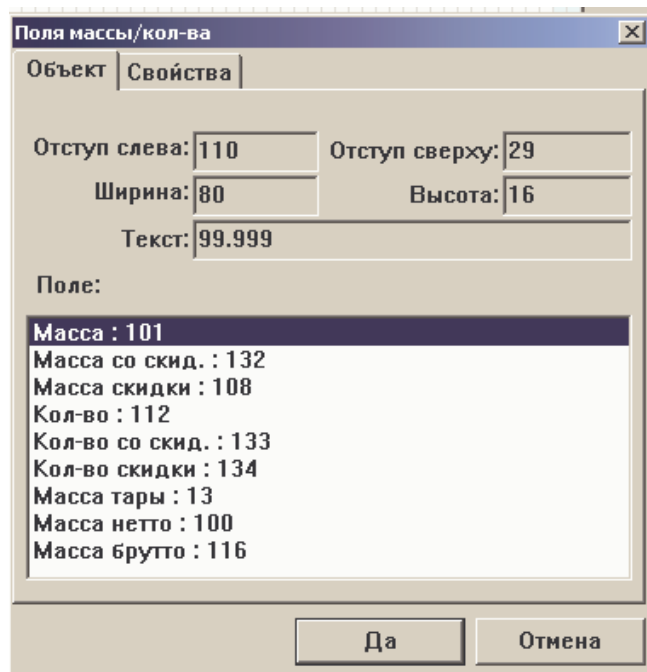 Поля массы/кол-ва
Объект Свойства
Отступ слева: 110 Отступ сверху: 29
Ширина: 80 Высота: 16
Текст: 99.999
Поле:
Масса : 101
Масса со скид. : 132
Масса скидки : 108
Кол-во : 112
Кол-во со скид. : 133
Кол-во скидки : 134
Масса тары : 13
Масса нетто : 100
Масса брутто : 116
Да Отмена